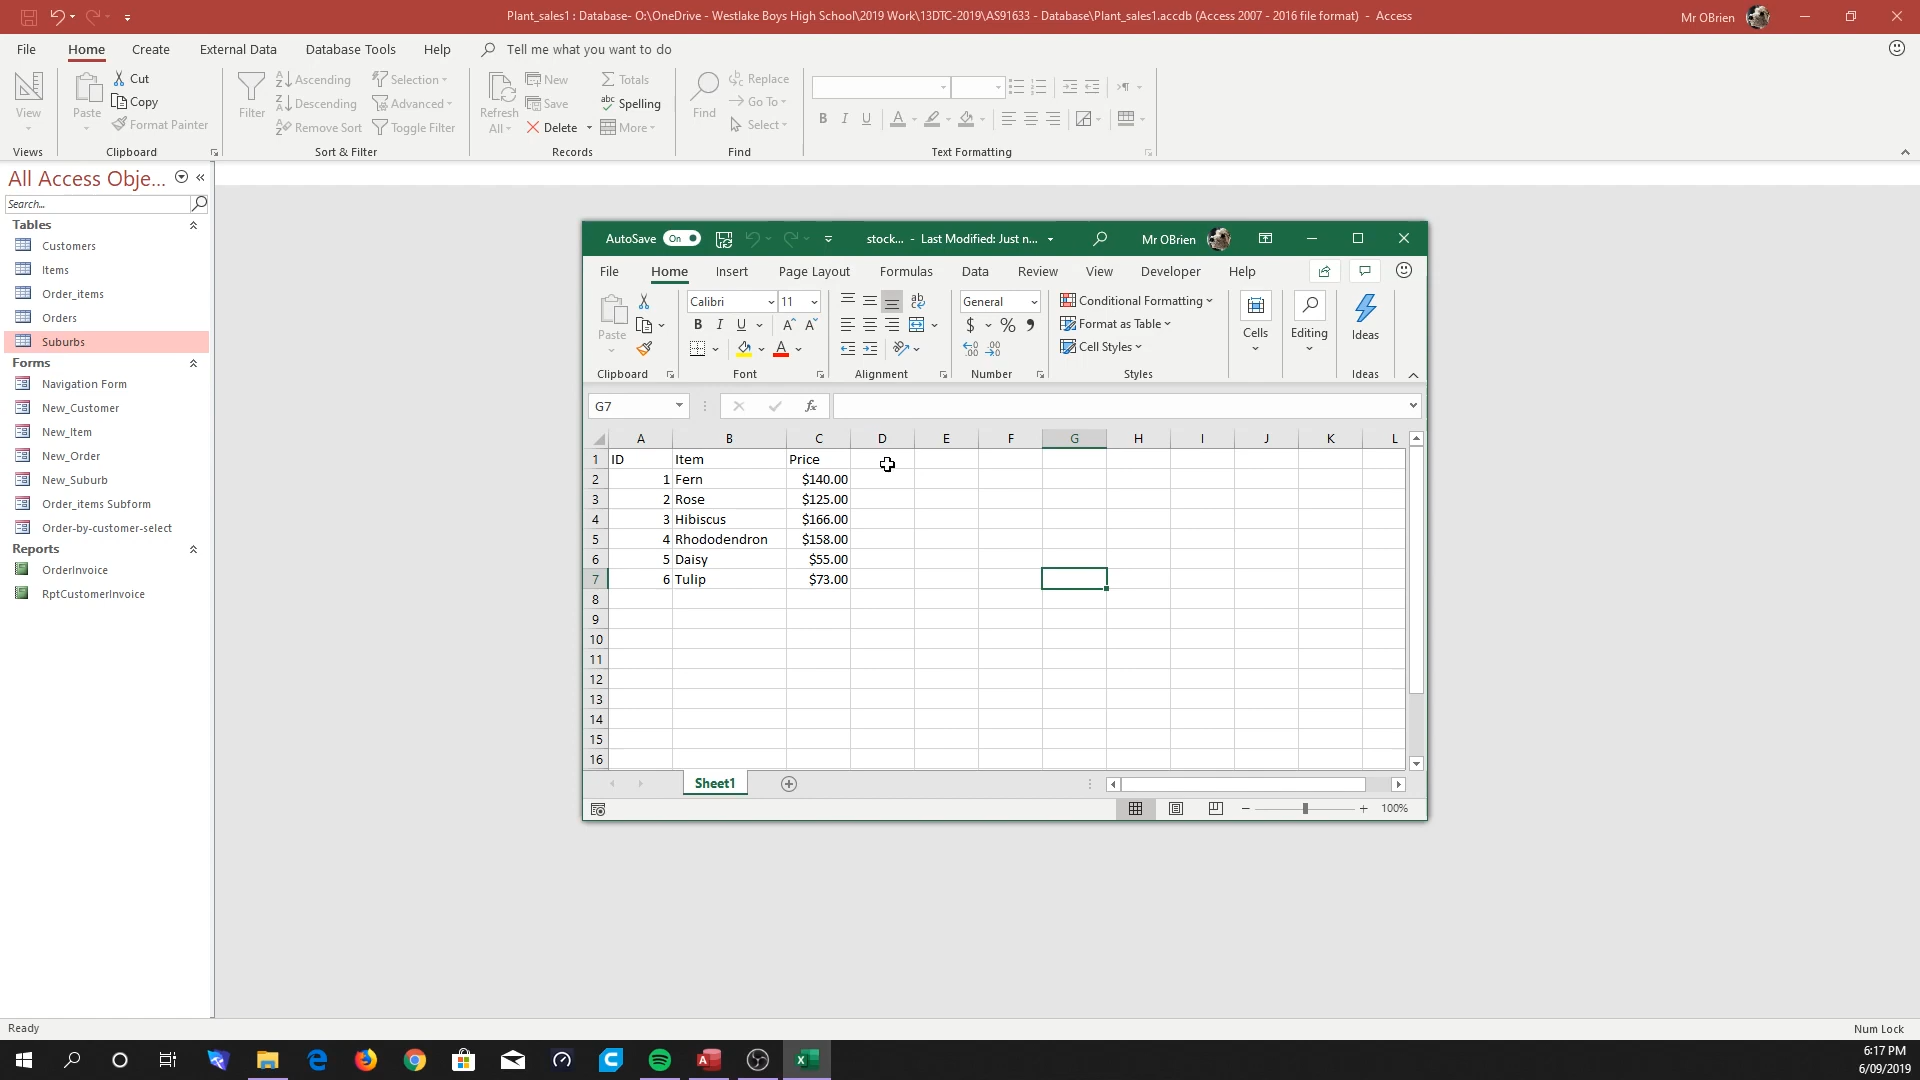 Plant_sales1 : Database- O:\OneDrive - Westlake Boys High School\2019 Work\13DTC-2019\AS91633 - Database\Plant_sales1.accdb (Access 2007 - 2016 file format) - Access
Mr OBrien
File Home Create External Data Database Tools Help Tell me what you want to do
View
Views
Paste
Cut
Copy
Format Painter
Clipboard
Filter
Ascending
Descending
Remove Sort
Selection
Advanced
Toggle Filter
Sort & Filter
Refresh All
New
Save
Delete
Totals
Spelling
More
Records
Find
Replace
Go To
Select
Find
B I U A
Text Formatting
All Access Obje...
Search...
Tables
Customers
Items
Order_items
Orders
Suburbs
Forms
Navigation Form
New_Customer
New_Item
New_Order
New_Suburb
Order_items Subform
Order-by-customer-select
Reports
OrderInvoice
RptCustomerInvoice
AutoSave On stock... - Last Modified: Just n... Mr OBrien
File Home Insert Page Layout Formulas Data Review View Developer Help
Paste
Clipboard
Calibri 11
B I U A A
A
Font
ab
Alignment
General
$ %
Number
Conditional Formatting
Format as Table
Cell Styles
Styles
Cells
Editing
Ideas
Ideas
G7 fx
A B C D E F G H I J K L
1 ID Item Price
2 1 Fern $140.00
3 2 Rose $125.00
4 3 Hibiscus $166.00
5 4 Rhododendron $158.00
6 5 Daisy $55.00
7 6 Tulip $73.00
8
9
10
11
12
13
14
15
16
Sheet1
100%
Ready
Num Lock
6:17 PM
6/09/2019